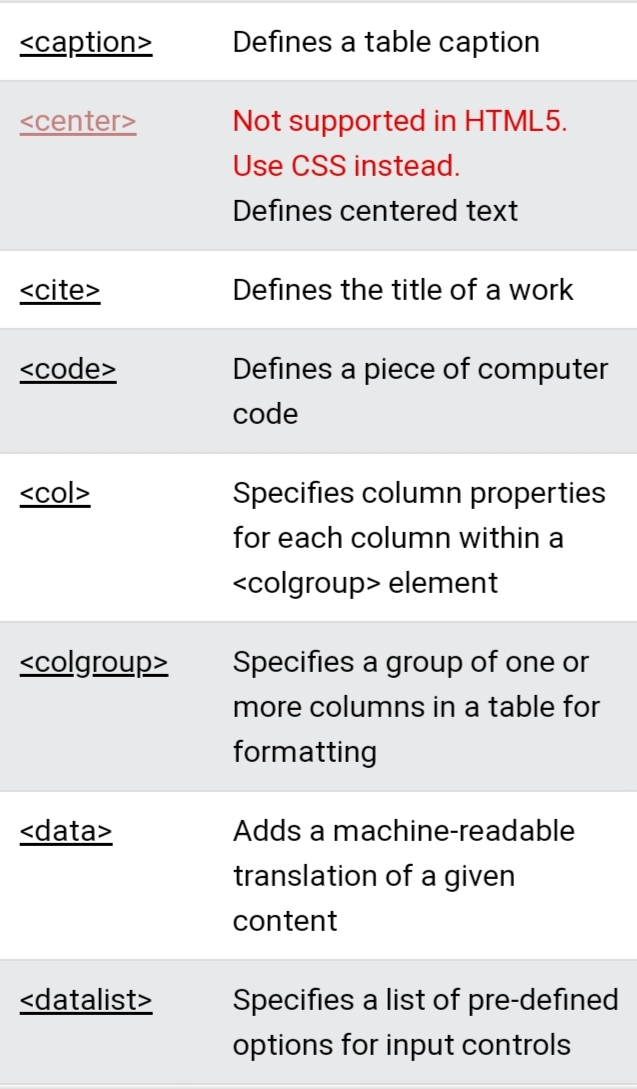 <caption> Defines a table caption
<center> Not supported in HTML5.
Use CSS instead.
Defines centered text
<cite> Defines the title of a work
<code> Defines a piece of computer
code
<col> Specifies column properties
for each column within a
<colgroup> element
<colgroup> Specifies a group of one or
more columns in a table for
formatting
<data> Adds a machine-readable
translation of a given
content
<datalist> Specifies a list of pre-defined
options for input controls